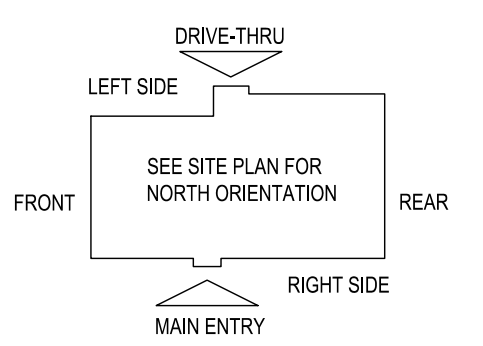 DRIVE-THRU
LEFT SIDE
SEE SITE PLAN FOR
NORTH ORIENTATION
FRONT
REAR
RIGHT SIDE
MAIN ENTRY